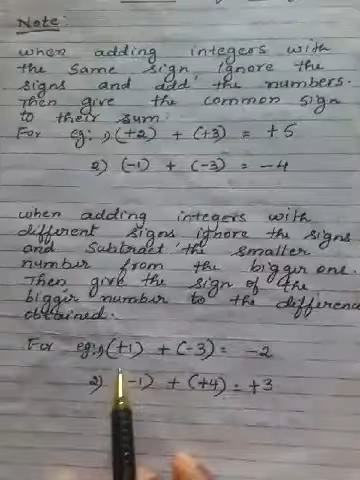 Note:
when adding integers with
the same sign, ignore the
signs and add the numbers.
Then give the common sign
to their sum.
For eg:- 1) (+2) + (+3) = +5
2) (-1) + (-3) = -4
when adding integers with
different signs ignore the signs
and subtract the smaller
number from the bigger one.
Then give the sign of the
bigger number to the difference
obtained.
For eg:- 1) (+1) + (-3) = -2
2) (-1) + (+4) = +3